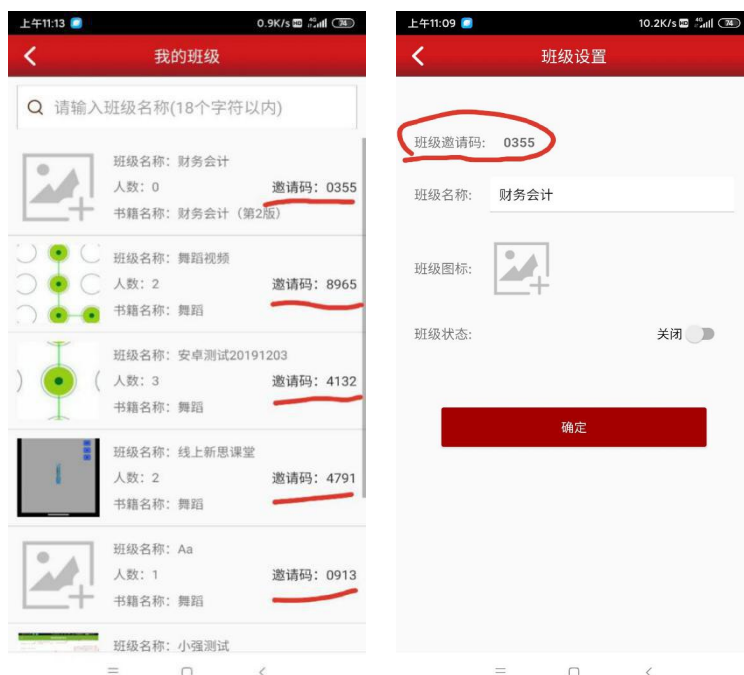 上午11:13
0.9K/s HD 4G 74
我的班级
请输入班级名称(18个字符以内)
班级名称：财务会计
人数：0
邀请码：0355
书籍名称：财务会计（第2版）
班级名称：舞蹈视频
人数：2
邀请码：8965
书籍名称：舞蹈
班级名称：安卓测试20191203
人数：3
邀请码：4132
书籍名称：舞蹈
班级名称：线上新思课堂
人数：2
邀请码：4791
书籍名称：舞蹈
班级名称：Aa
人数：1
邀请码：0913
书籍名称：舞蹈
班级名称：小强测试
上午11:09
10.2K/s HD 4G 74
班级设置
班级邀请码: 0355
班级名称: 财务会计
班级图标:
班级状态:
关闭
确定